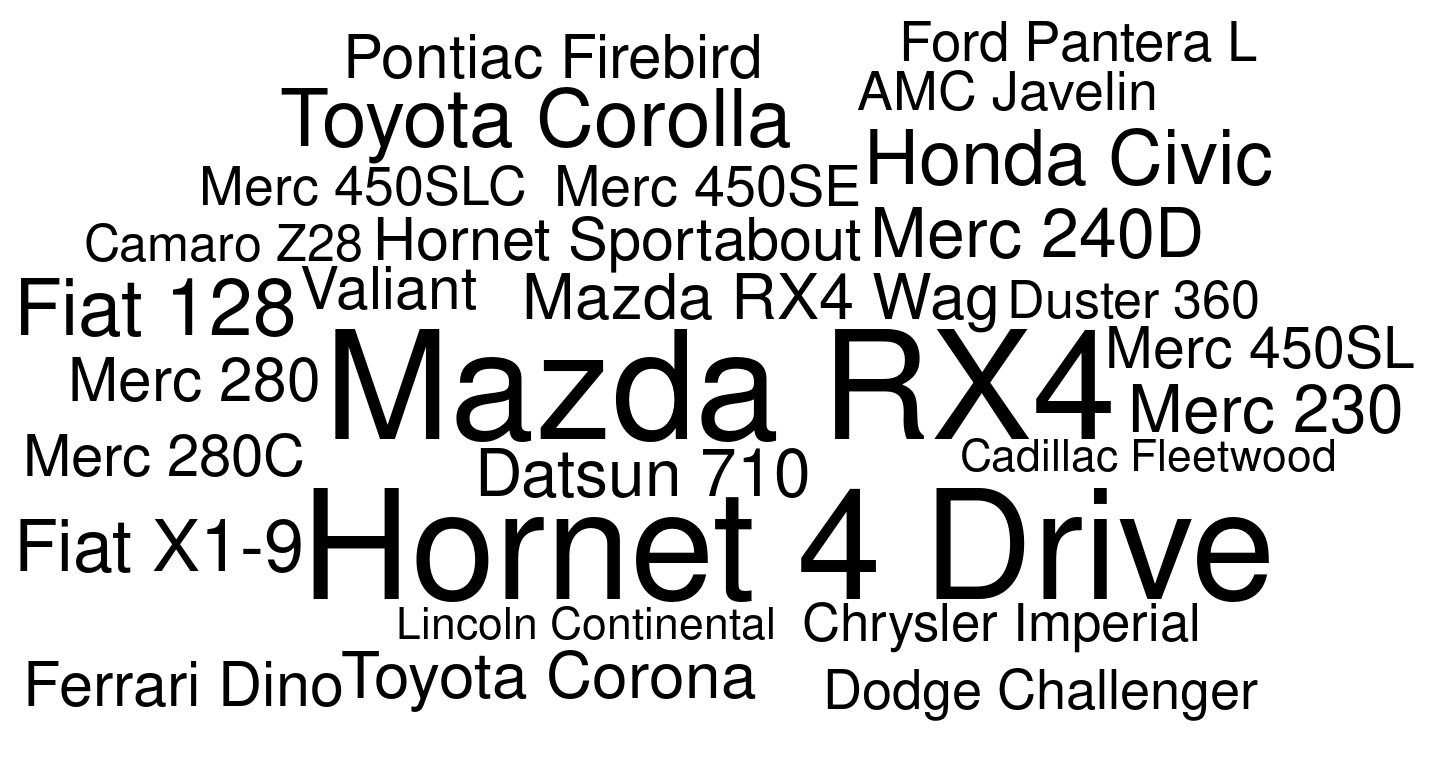 Ford Pantera L
Pontiac Firebird
AMC Javelin
Toyota Corolla
Honda Civic
Merc 450SLC
Merc 450SE
Merc 240D
Camaro Z28
Hornet Sportabout
Valiant
Mazda RX4 Wag
Duster 360
Fiat 128
Merc 450SL
Merc 280
Mazda RX4
Merc 230
Merc 280C
Cadillac Fleetwood
Datsun 710
Fiat X1-9
Hornet 4 Drive
Lincoln Continental
Chrysler Imperial
Ferrari Dino
Toyota Corona
Dodge Challenger